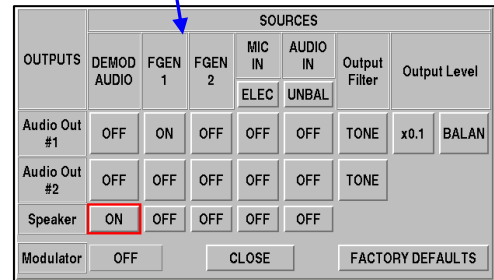 SOURCES
OUTPUTS DEMOD AUDIO FGEN 1 FGEN 2 MIC IN AUDIO IN Output Filter Output Level
ELEC UNBAL
Audio Out #1 OFF ON OFF OFF OFF TONE x0.1 BALAN
Audio Out #2 OFF OFF OFF OFF OFF TONE
Speaker ON OFF OFF OFF OFF
Modulator OFF CLOSE FACTORY DEFAULTS